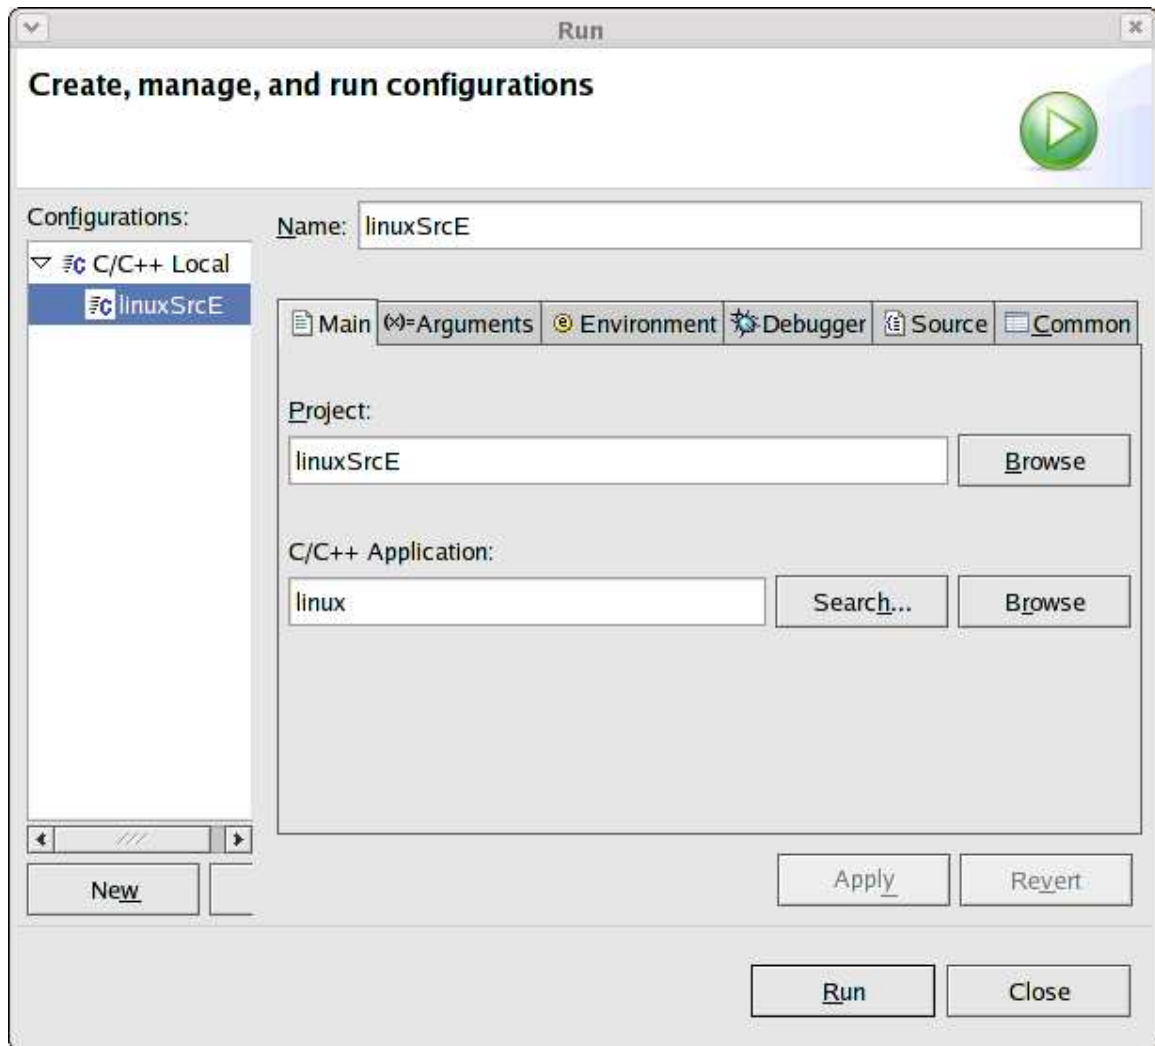 Run
Create, manage, and run configurations
Configurations:
Name: linuxSrcE
C/C++ Local
linuxSrcE
Main (x)=Arguments Environment Debugger Source Common
Project:
linuxSrcE Browse
C/C++ Application:
linux Search... Browse
New
Apply Revert
Run Close